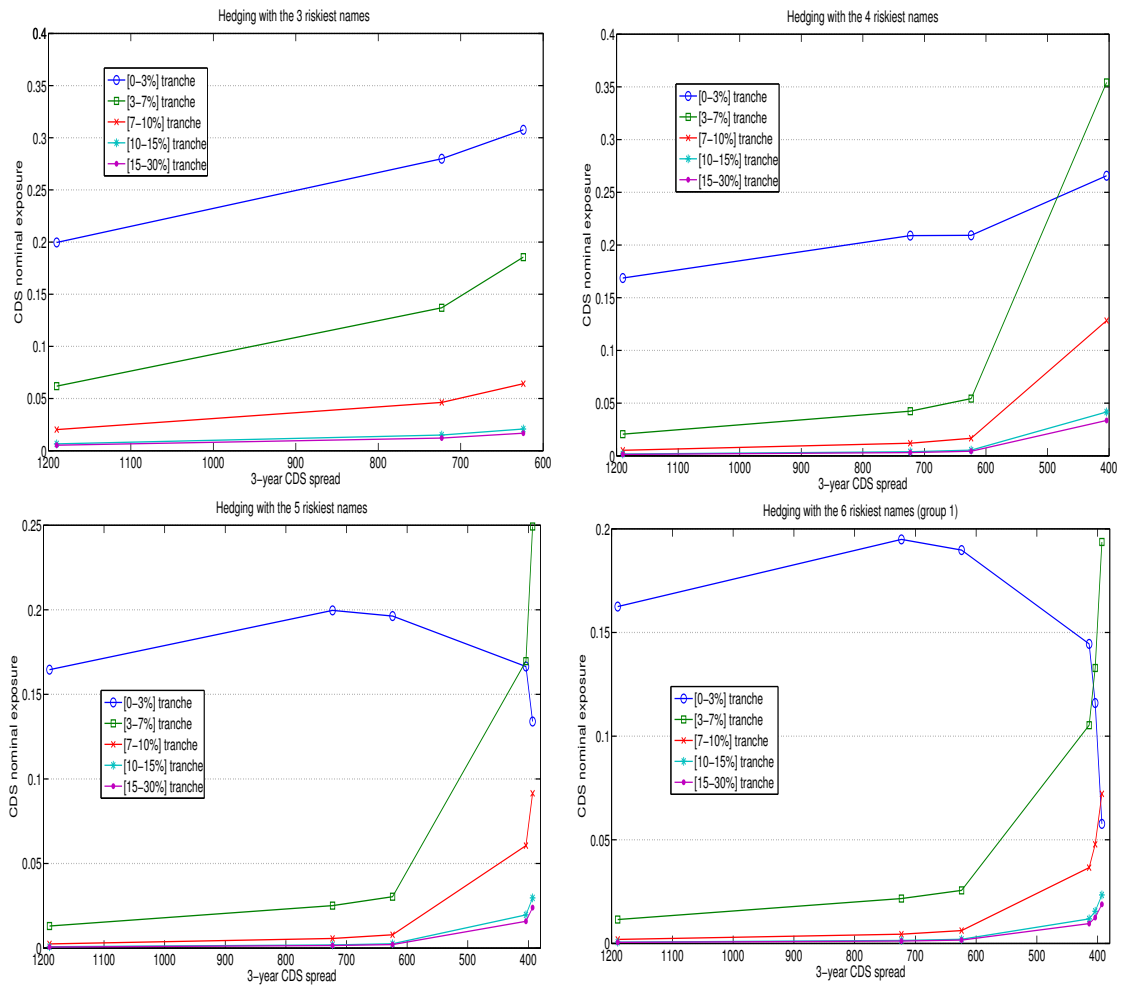 Hedging with the 3 riskiest names
0.4
0.35
0.3
0.25
0.2
0.15
0.1
0.05
0
CDS nominal exposure
[0−3%] tranche
[3−7%] tranche
[7−10%] tranche
[10−15%] tranche
[15−30%] tranche
1200 1100 1000 900 800 700 600
3−year CDS spread
Hedging with the 4 riskiest names
0.4
0.35
0.3
0.25
0.2
0.15
0.1
0.05
0
CDS nominal exposure
[0−3%] tranche
[3−7%] tranche
[7−10%] tranche
[10−15%] tranche
[15−30%] tranche
1200 1100 1000 900 800 700 600 500 400
3−year CDS spread
Hedging with the 5 riskiest names
0.25
0.2
0.15
0.1
0.05
0
CDS nominal exposure
[0−3%] tranche
[3−7%] tranche
[7−10%] tranche
[10−15%] tranche
[15−30%] tranche
1200 1100 1000 900 800 700 600 500 400
3−year CDS spread
Hedging with the 6 riskiest names (group 1)
0.2
0.15
0.1
0.05
0
CDS nominal exposure
[0−3%] tranche
[3−7%] tranche
[7−10%] tranche
[10−15%] tranche
[15−30%] tranche
1200 1100 1000 900 800 700 600 500 400
3−year CDS spread